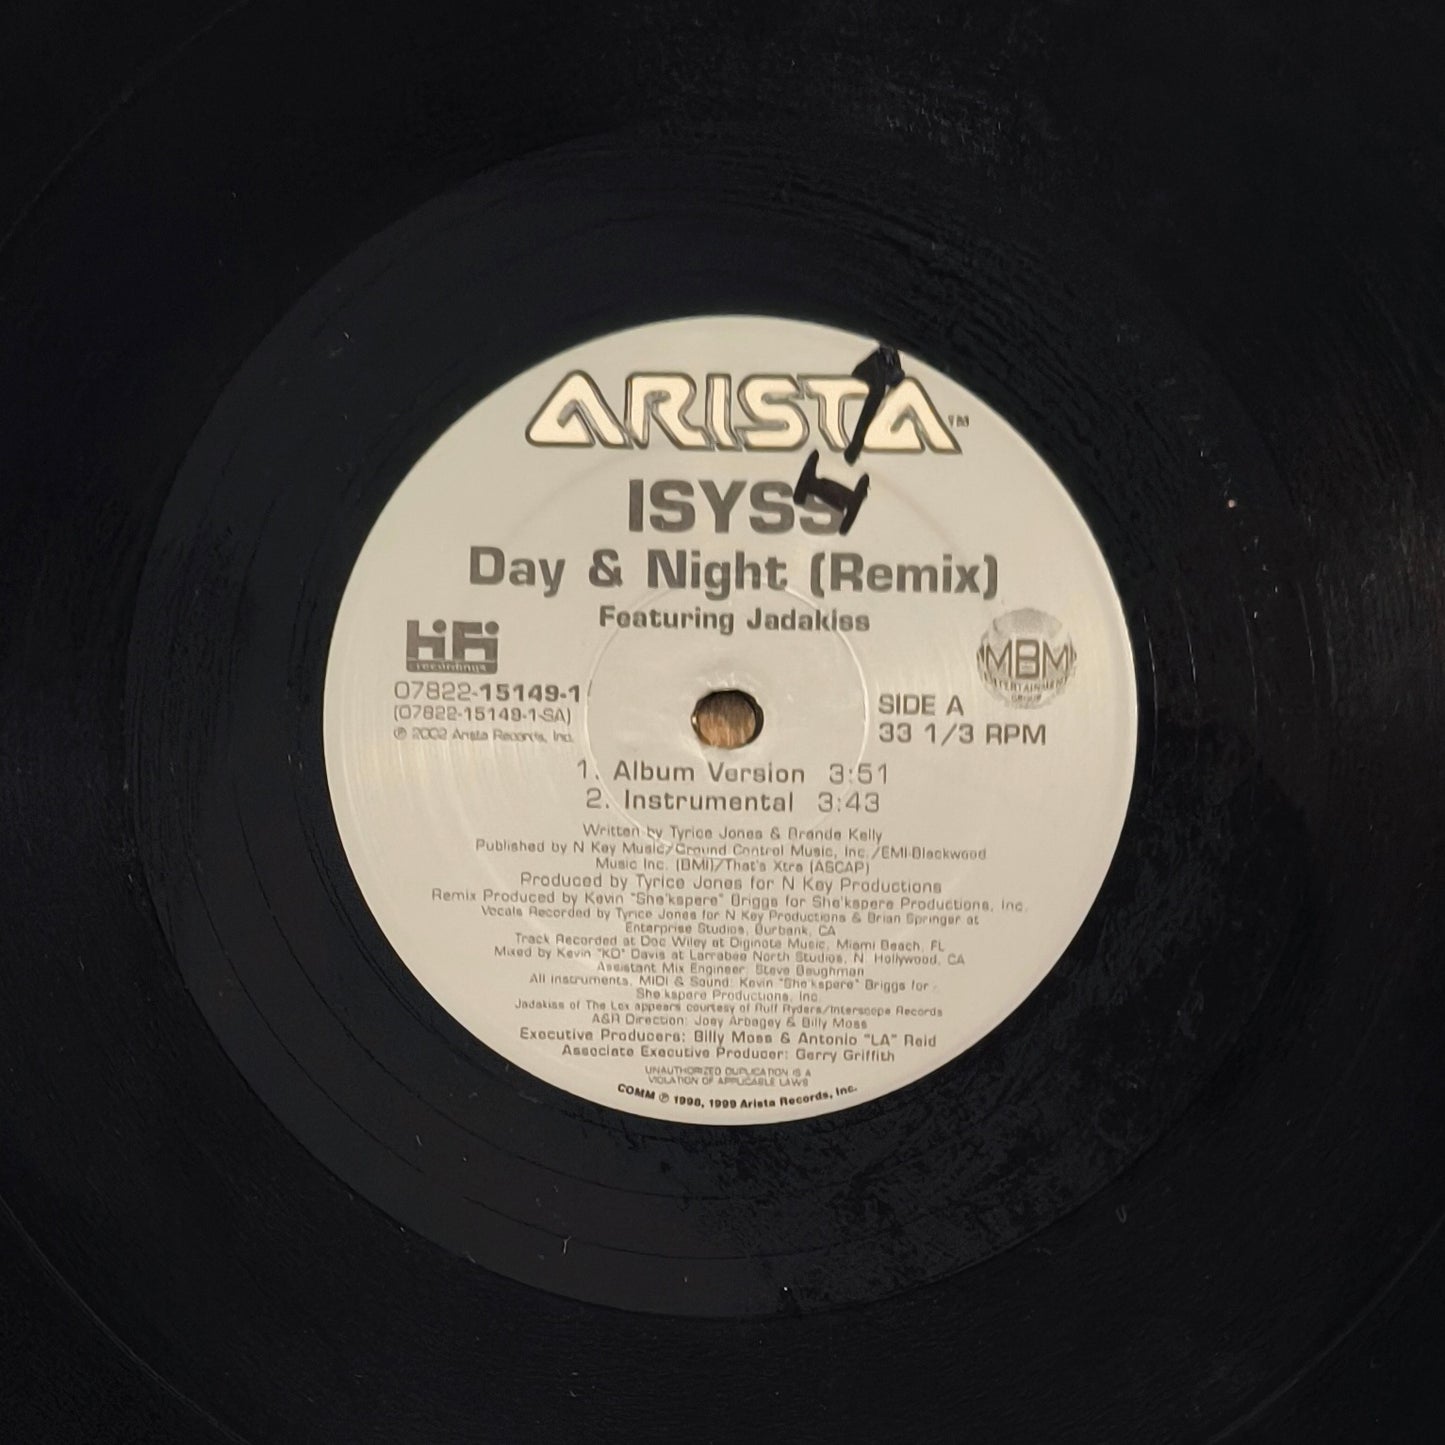 ARISTA™
ISYSS
Day & Night (Remix)
Featuring Jadakiss
HiFi
recordings
07822-15149-1
(07822-15149-1-SA)
℗ 2002 Arista Records, Inc.
MBM
ENTERTAINMENT
GROUP
SIDE A
33 1/3 RPM
1. Album Version 3:51
2. Instrumental 3:43
Written by Tyrice Jones & Brande Kelly
Published by N Key Music/Ground Control Music, Inc./EMI-Blackwood
Music Inc. (BMI)/That's Xtra (ASCAP)
Produced by Tyrice Jones for N Key Productions
Remix Produced by Kevin "She'kspere" Briggs for She'kspere Productions, Inc.
Vocals Recorded by Tyrice Jones for N Key Productions & Brian Springer at
Enterprise Studios, Burbank, CA
Track Recorded at Doc Wiley at Diginote Music, Miami Beach, FL
Mixed by Kevin "KD" Davis at Larrabee North Studios, N. Hollywood, CA
Assistant Mix Engineer: Steve Baughman
All Instruments, MIDI & Sound: Kevin "She'kspere" Briggs for
She'kspere Productions, Inc.
Jadakiss of The Lox appears courtesy of Ruff Ryders/Interscope Records
A&R Direction: Joey Arbagey & Billy Moss
Executive Producers: Billy Moss & Antonio "LA" Reid
Associate Executive Producer: Gerry Griffith
UNAUTHORIZED DUPLICATION IS A
VIOLATION OF APPLICABLE LAWS
COMM ℗ 1998, 1999 Arista Records, Inc.